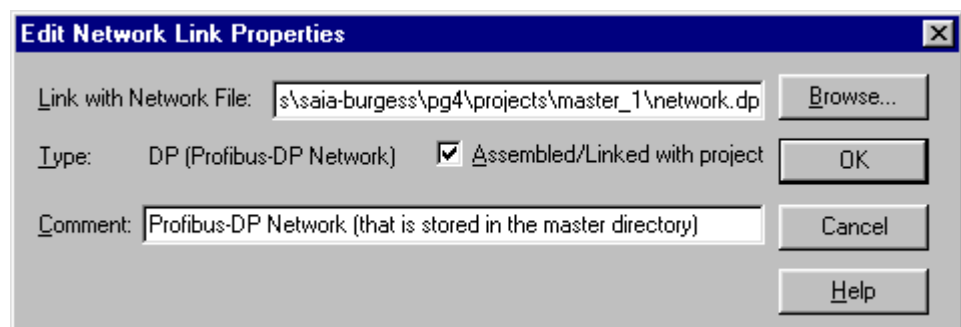 Edit Network Link Properties
Link with Network File: s\saia-burgess\pg4\projects\master_1\network.dp Browse...
Type: DP (Profibus-DP Network) Assembled/Linked with project OK
Comment: Profibus-DP Network (that is stored in the master directory) Cancel
Help